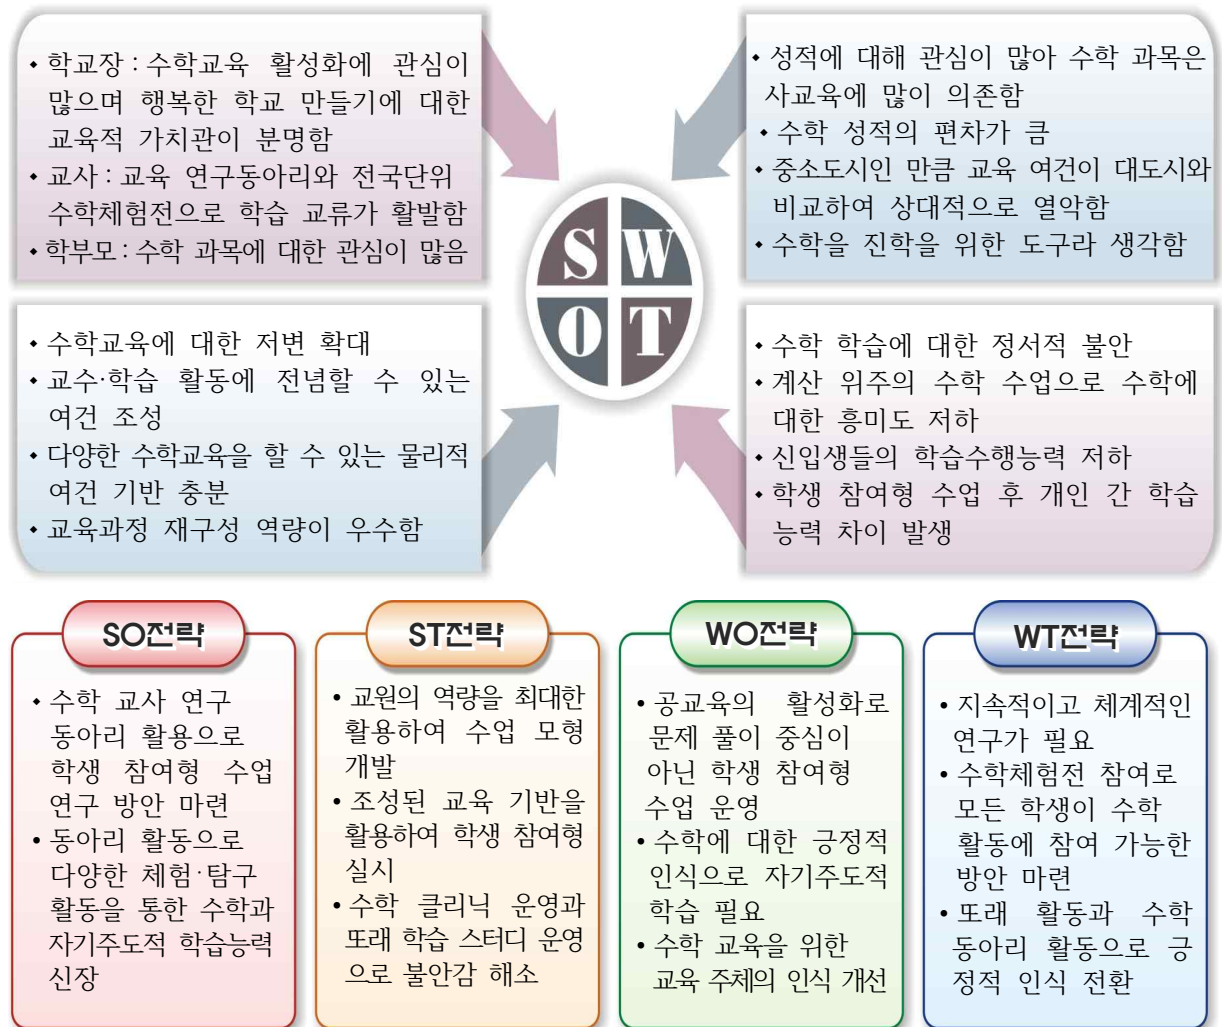 • 학교장 : 수학교육 활성화에 관심이
많으며 행복한 학교 만들기에 대한
교육적 가치관이 분명함
• 교사 : 교육 연구동아리와 전국단위
수학체험전으로 학습 교류가 활발함
• 학부모 : 수학 과목에 대한 관심이 많음
• 성적에 대해 관심이 많아 수학 과목은
사교육에 많이 의존함
• 수학 성적의 편차가 큼
• 중소도시인 만큼 교육 여건이 대도시와
비교하여 상대적으로 열악함
• 수학을 진학을 위한 도구라 생각함
S W
O T
• 수학교육에 대한 저변 확대
• 교수·학습 활동에 전념할 수 있는
여건 조성
• 다양한 수학교육을 할 수 있는 물리적
여건 기반 충분
• 교육과정 재구성 역량이 우수함
• 수학 학습에 대한 정서적 불안
• 계산 위주의 수학 수업으로 수학에
대한 흥미도 저하
• 신입생들의 학습수행능력 저하
• 학생 참여형 수업 후 개인 간 학습
능력 차이 발생
SO전략
• 수학 교사 연구
동아리 활용으로
학생 참여형 수업
연구 방안 마련
• 동아리 활동으로
다양한 체험·탐구
활동을 통한 수학과
자기주도적 학습능력
신장
ST전략
• 교원의 역량을 최대한
활용하여 수업 모형
개발
• 조성된 교육 기반을
활용하여 학생 참여형
실시
• 수학 클리닉 운영과
또래 학습 스터디 운영
으로 불안감 해소
WO전략
• 공교육의 활성화로
문제 풀이 중심이
아닌 학생 참여형
수업 운영
• 수학에 대한 긍정적
인식으로 자기주도적
학습 필요
• 수학 교육을 위한
교육 주체의 인식 개선
WT전략
• 지속적이고 체계적인
연구가 필요
• 수학체험전 참여로
모든 학생이 수학
활동에 참여 가능한
방안 마련
• 또래 활동과 수학
동아리 활동으로 긍
정적 인식 전환